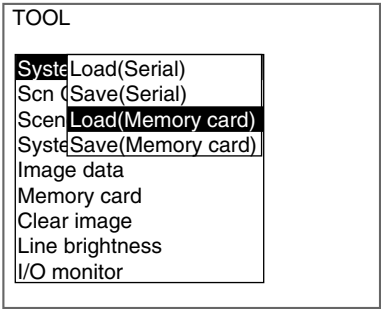 TOOL
Syste
Load(Serial)
Scn
Save(Serial)
Scen
Load(Memory card)
Syste
Save(Memory card)
Image data
Memory card
Clear image
Line brightness
I/O monitor